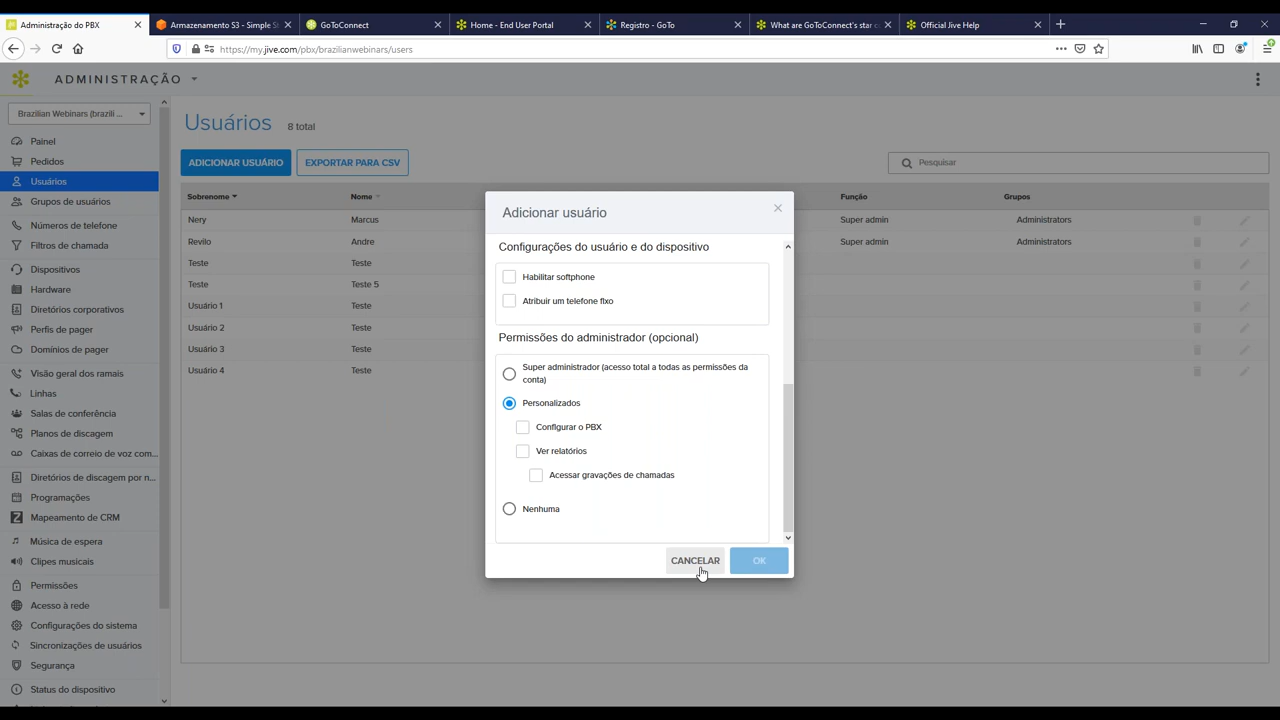 Administração do PBX
Armazenamento S3 - Simple S
GoToConnect
Home - End User Portal
Registro - GoTo
What are GoToConnect's star c
Official Jive Help
https://my.jive.com/pbx/brazilianwebinars/users
ADMINISTRAÇÃO
Brazilian Webinars (brazili ...
Painel
Pedidos
Usuários
Grupos de usuários
Números de telefone
Filtros de chamada
Dispositivos
Hardware
Diretórios corporativos
Perfis de pager
Domínios de pager
Visão geral dos ramais
Linhas
Salas de conferência
Planos de discagem
Caixas de correio de voz com...
Diretórios de discagem por n...
Programações
Mapeamento de CRM
Música de espera
Clipes musicais
Permissões
Acesso à rede
Configurações do sistema
Sincronizações de usuários
Segurança
Status do dispositivo
Usuários 8 total
ADICIONAR USUÁRIO EXPORTAR PARA CSV
Pesquisar
Sobrenome Nome Função Grupos
Nery Marcus Super admin Administrators
Revilo Andre Super admin Administrators
Teste Teste
Teste Teste 5
Usuário 1 Teste
Usuário 2 Teste
Usuário 3 Teste
Usuário 4 Teste
Adicionar usuário
Configurações do usuário e do dispositivo
Habilitar softphone
Atribuir um telefone fixo
Permissões do administrador (opcional)
Super administrador (acesso total a todas as permissões da
conta)
Personalizados
Configurar o PBX
Ver relatórios
Acessar gravações de chamadas
Nenhuma
CANCELAR OK